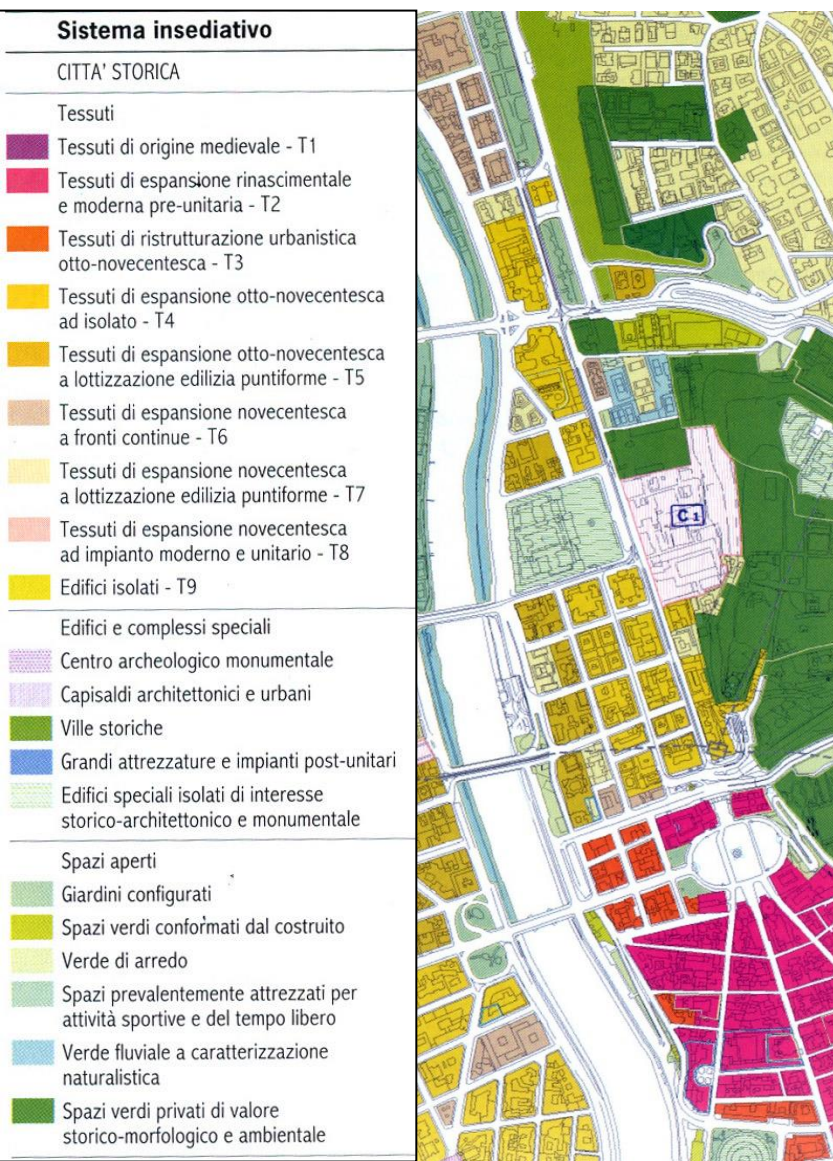 Sistema insediativo
CITTA' STORICA
Tessuti
Tessuti di origine medievale - T1
Tessuti di espansione rinascimentale
e moderna pre-unitaria - T2
Tessuti di ristrutturazione urbanistica
otto-novecentesca - T3
Tessuti di espansione otto-novecentesca
ad isolato - T4
Tessuti di espansione otto-novecentesca
a lottizzazione edilizia puntiforme - T5
Tessuti di espansione novecentesca
a fronti continue - T6
Tessuti di espansione novecentesca
a lottizzazione edilizia puntiforme - T7
Tessuti di espansione novecentesca
ad impianto moderno e unitario - T8
Edifici isolati - T9
Edifici e complessi speciali
Centro archeologico monumentale
Capisaldi architettonici e urbani
Ville storiche
Grandi attrezzature e impianti post-unitari
Edifici speciali isolati di interesse
storico-architettonico e monumentale
Spazi aperti
Giardini configurati
Spazi verdi conformati dal costruito
Verde di arredo
Spazi prevalentemente attrezzati per
attività sportive e del tempo libero
Verde fluviale a caratterizzazione
naturalistica
Spazi verdi privati di valore
storico-morfologico e ambientale
C1